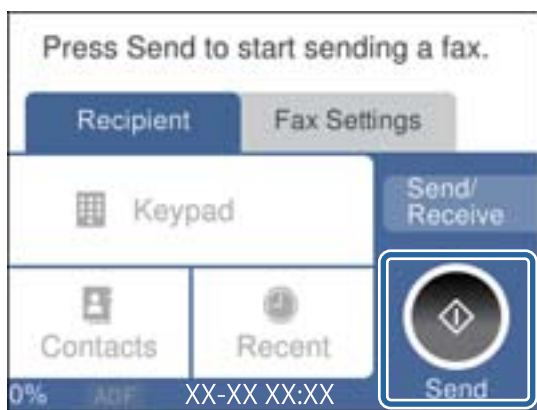 Press Send to start sending a fax.
Recipient
Fax Settings
Keypad
Send/
Receive
Contacts
Recent
0%
ADF
XX-XX XX:XX
Send